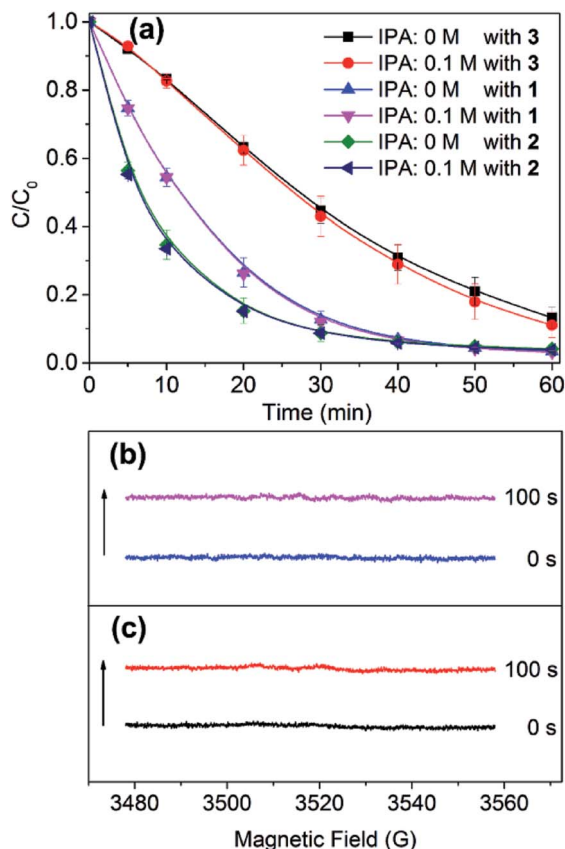 (a)
IPA: 0 M with 3
IPA: 0.1 M with 3
IPA: 0 M with 1
IPA: 0.1 M with 1
IPA: 0 M with 2
IPA: 0.1 M with 2
C/C0
1.0
0.8
0.6
0.4
0.2
0.0
0 10 20 30 40 50 60
Time (min)
(b)
100 s
0 s
(c)
100 s
0 s
3480 3500 3520 3540 3560
Magnetic Field (G)